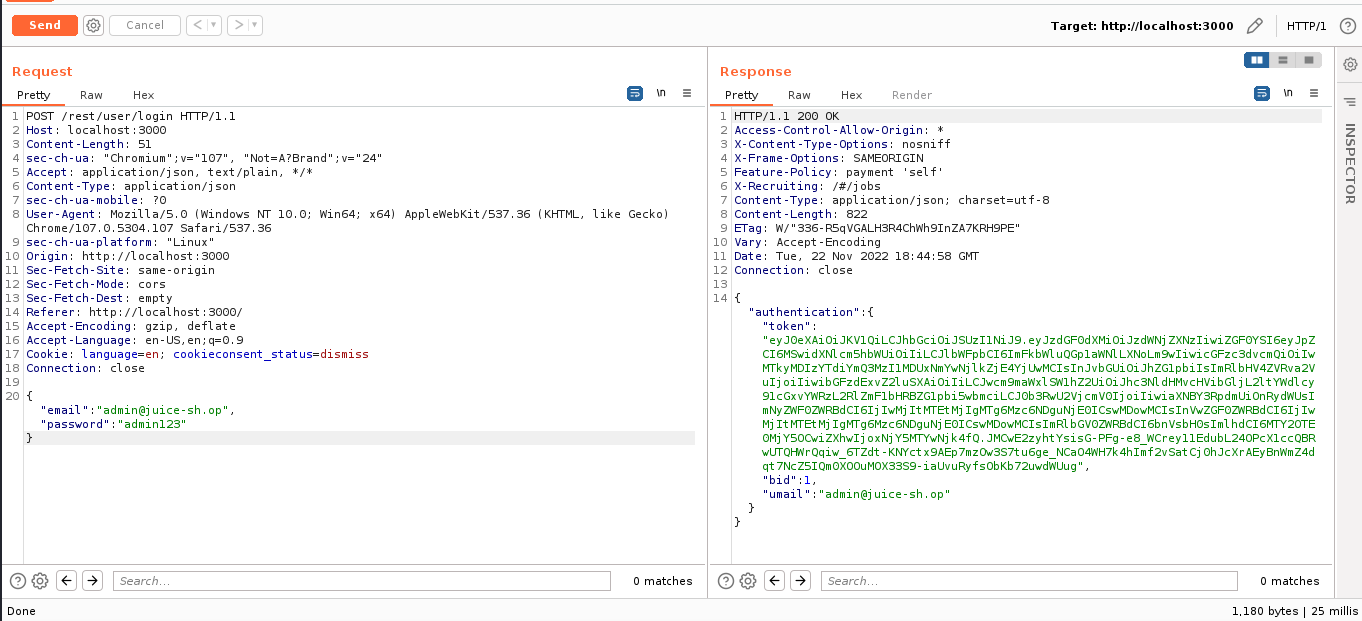 Send Cancel < > Target: http://localhost:3000 HTTP/1
Request
Pretty Raw Hex \n
1 POST /rest/user/login HTTP/1.1
2 Host: localhost:3000
3 Content-Length: 51
4 sec-ch-ua: "Chromium";v="107", "Not=A?Brand";v="24"
5 Accept: application/json, text/plain, */*
6 Content-Type: application/json
7 sec-ch-ua-mobile: ?0
8 User-Agent: Mozilla/5.0 (Windows NT 10.0; Win64; x64) AppleWebKit/537.36 (KHTML, like Gecko)
Chrome/107.0.5304.107 Safari/537.36
9 sec-ch-ua-platform: "Linux"
10 Origin: http://localhost:3000
11 Sec-Fetch-Site: same-origin
12 Sec-Fetch-Mode: cors
13 Sec-Fetch-Dest: empty
14 Referer: http://localhost:3000/
15 Accept-Encoding: gzip, deflate
16 Accept-Language: en-US,en;q=0.9
17 Cookie: language=en; cookieconsent_status=dismiss
18 Connection: close
19
20 {
"email":"admin@juice-sh.op",
"password":"admin123"
}
Search... 0 matches
Response
Pretty Raw Hex Render \n
1 HTTP/1.1 200 OK
2 Access-Control-Allow-Origin: *
3 X-Content-Type-Options: nosniff
4 X-Frame-Options: SAMEORIGIN
5 Feature-Policy: payment 'self'
6 X-Recruiting: /#/jobs
7 Content-Type: application/json; charset=utf-8
8 Content-Length: 822
9 ETag: W/"336-R5qVGALH3R4ChWh9InZA7KRH9PE"
10 Vary: Accept-Encoding
11 Date: Tue, 22 Nov 2022 18:44:58 GMT
12 Connection: close
13
14 {
"authentication":{
"token":
"bid":1,
"umail":"admin@juice-sh.op"
}
}
Search... 0 matches
INSPECTOR
Done 1,180 bytes | 25 millis